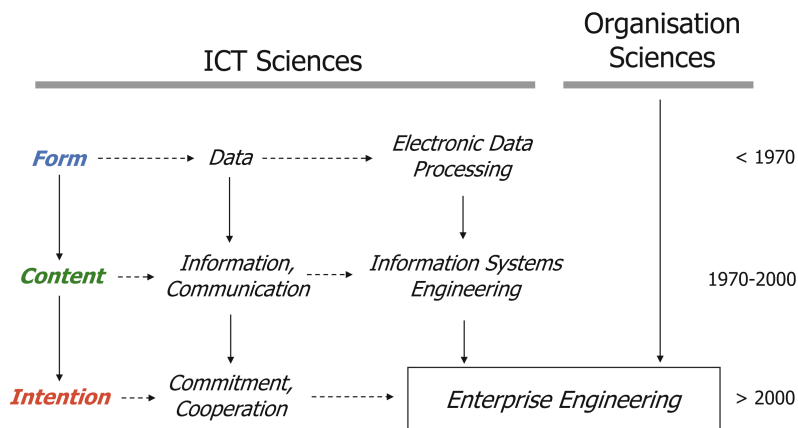 ICT Sciences
Organisation
Sciences
Form
Data
Electronic Data
Processing
< 1970
Content
Information,
Communication
Information Systems
Engineering
1970-2000
Intention
Commitment,
Cooperation
Enterprise Engineering
> 2000